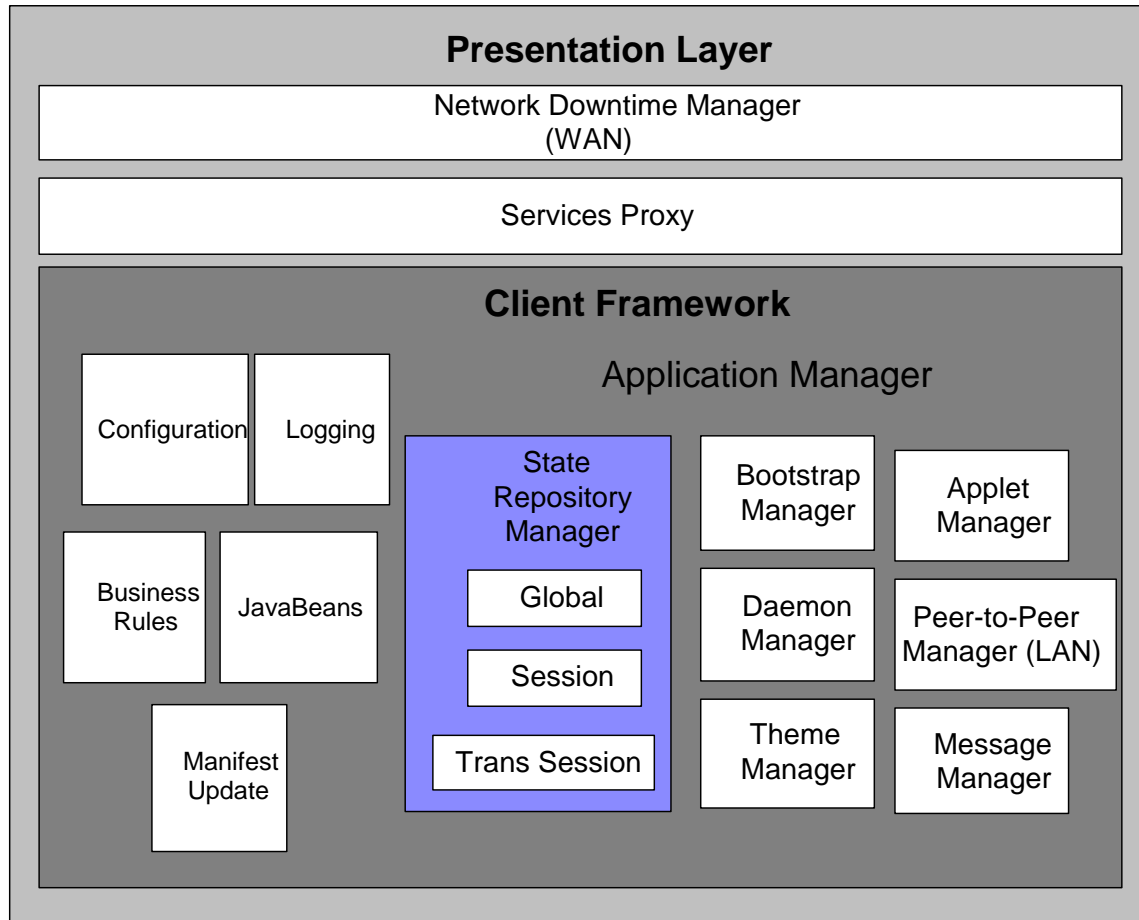 Presentation Layer
Network Downtime Manager
(WAN)
Services Proxy
Client Framework
Application Manager
Configuration
Logging
Business
Rules
JavaBeans
Manifest
Update
State
Repository
Manager
Global
Session
Trans Session
Bootstrap
Manager
Applet
Manager
Daemon
Manager
Peer-to-Peer
Manager (LAN)
Theme
Manager
Message
Manager